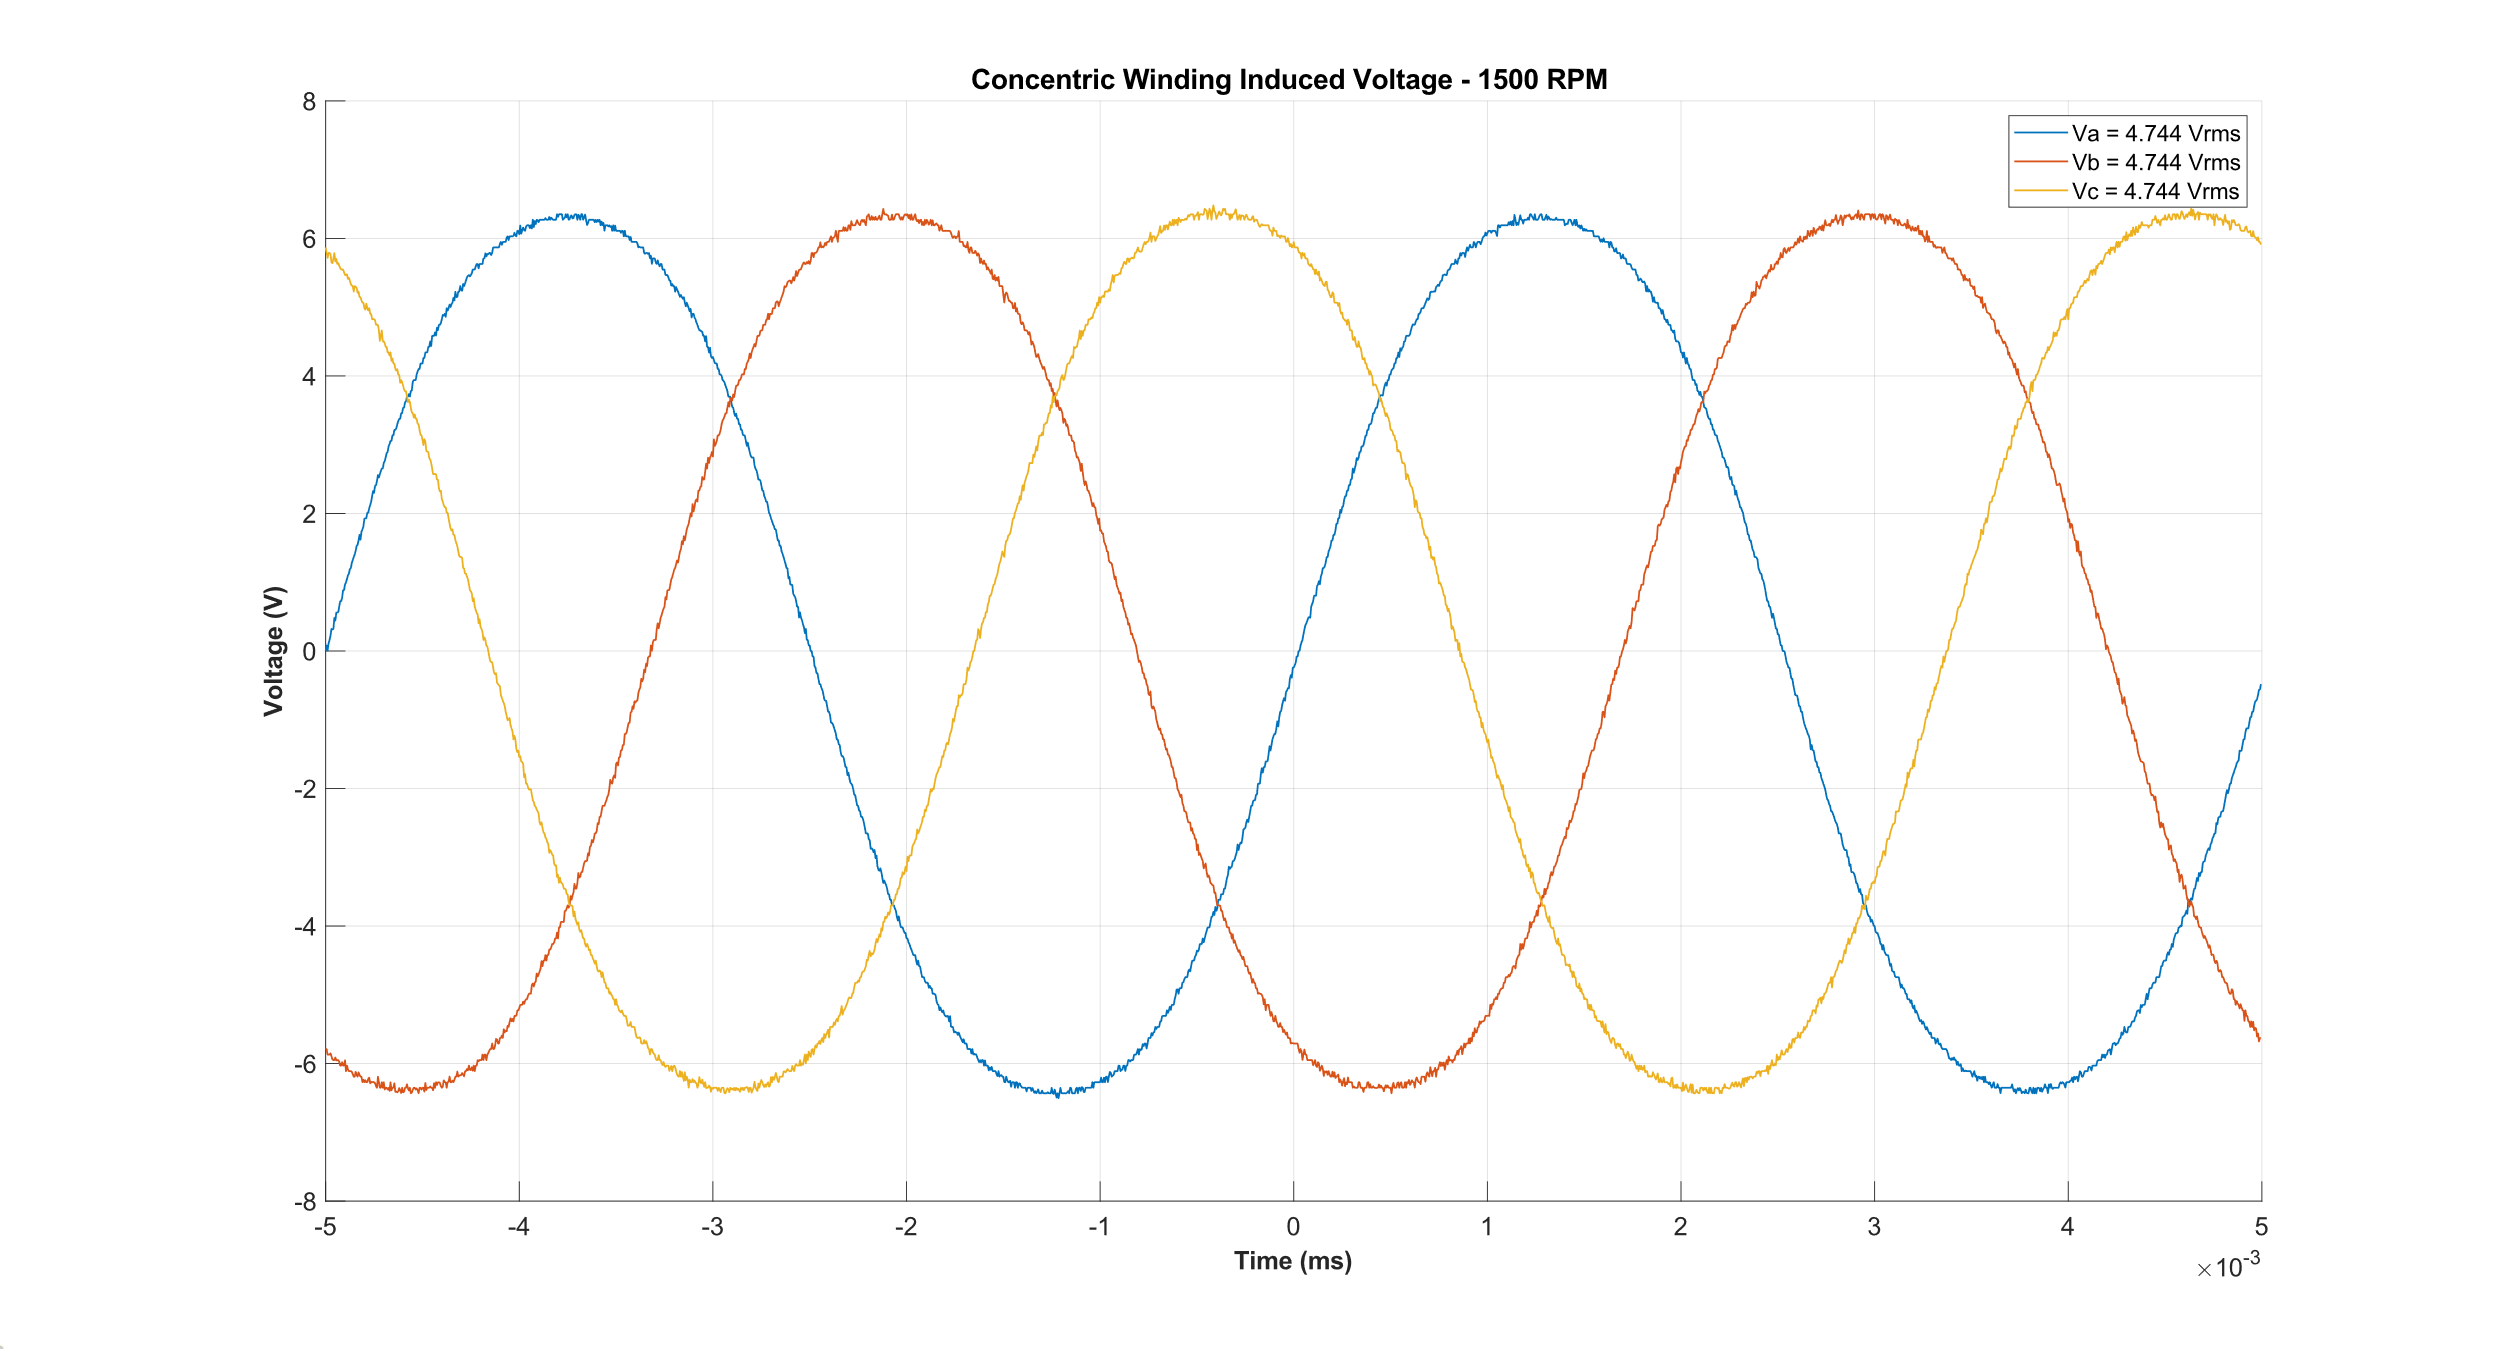 Concentric Winding Induced Voltage - 1500 RPM
Va = 4.744 Vrms
Vb = 4.744 Vrms
Vc = 4.744 Vrms
Voltage (V)
8
6
4
2
0
-2
-4
-6
-8
-5 -4 -3 -2 -1 0 1 2 3 4 5
Time (ms)
×10⁻³